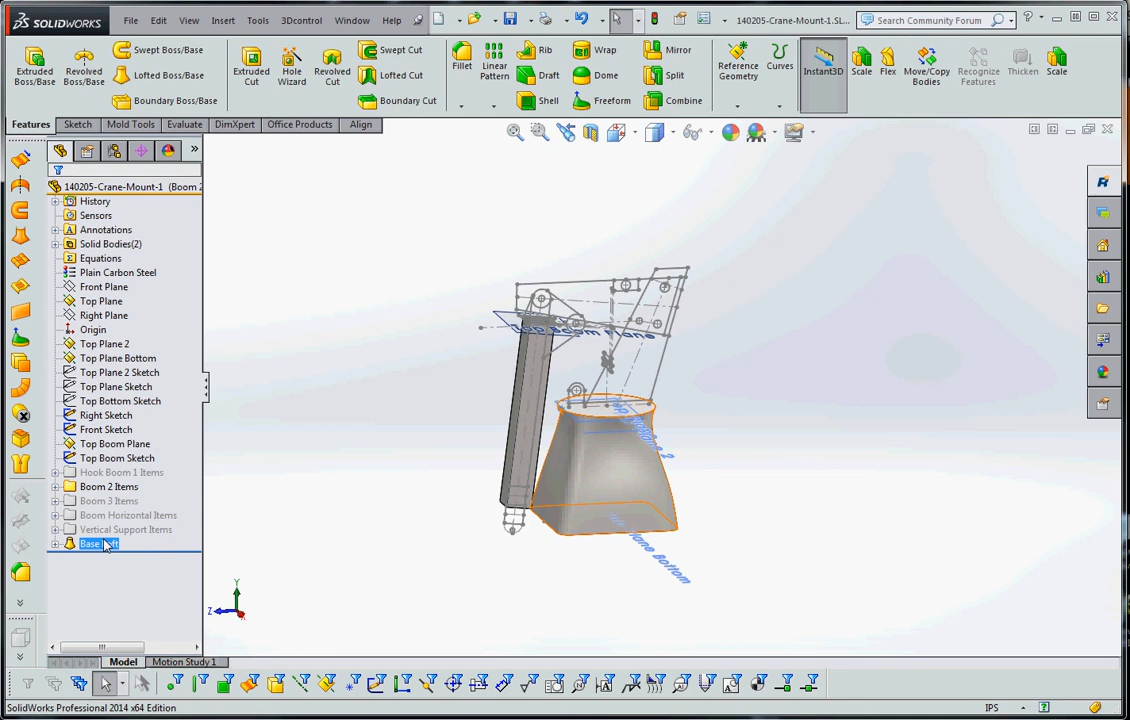 SOLIDWORKS File Edit View Insert Tools 3Dcontrol Window Help 140205-Crane-Mount-1.SL... Search Community Forum
Extruded Boss/Base
Revolved Boss/Base
Swept Boss/Base
Lofted Boss/Base
Boundary Boss/Base
Extruded Cut
Hole Wizard
Revolved Cut
Swept Cut
Lofted Cut
Boundary Cut
Fillet
Linear Pattern
Rib
Draft
Shell
Wrap
Dome
Freeform
Mirror
Split
Combine
Reference Geometry
Curves
Instant3D
Scale
Flex
Move/Copy Bodies
Recognize Features
Thicken
Scale
Features Sketch Mold Tools Evaluate DimXpert Office Products Align
140205-Crane-Mount-1 (Boom 2
History
Sensors
Annotations
Solid Bodies(2)
Equations
Plain Carbon Steel
Front Plane
Top Plane
Right Plane
Origin
Top Plane 2
Top Plane Bottom
Top Plane 2 Sketch
Top Plane Sketch
Top Bottom Sketch
Right Sketch
Front Sketch
Top Boom Plane
Top Boom Sketch
Hook Boom 1 Items
Boom 2 Items
Boom 3 Items
Boom Horizontal Items
Vertical Support Items
Top Boom Plane
Plane 2
Plane Bottom
Y
Z
Model Motion Study 1
SolidWorks Professional 2014 x64 Edition IPS